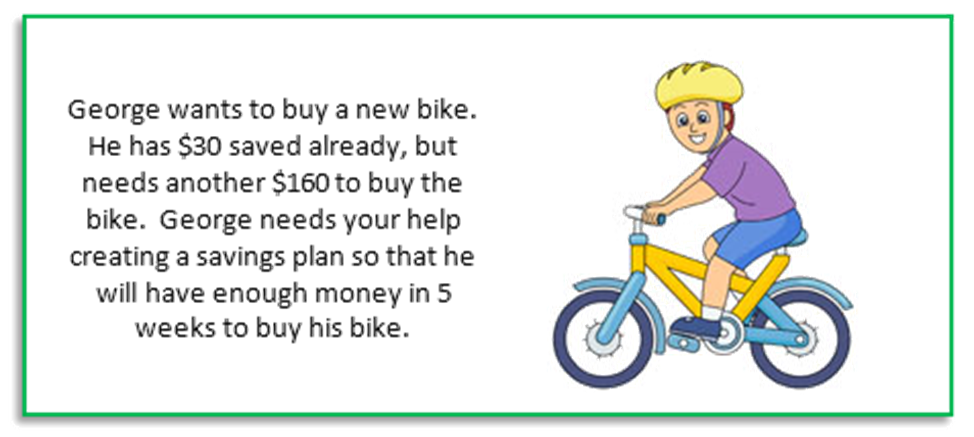 George wants to buy a new bike.
He has $30 saved already, but
needs another $160 to buy the
bike.  George needs your help
creating a savings plan so that he
will have enough money in 5
weeks to buy his bike.